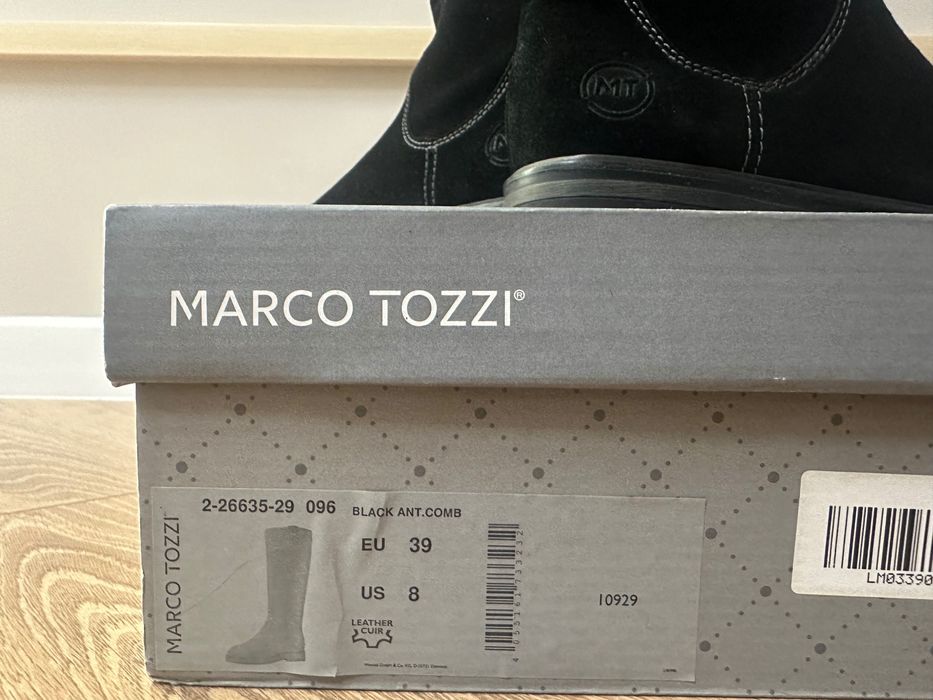 MT
MARCO TOZZI®
2-26635-29 096 BLACK ANT.COMB
MARCO TOZZI
EU 39
US 8
LEATHER
CUIR
10929
LM03390